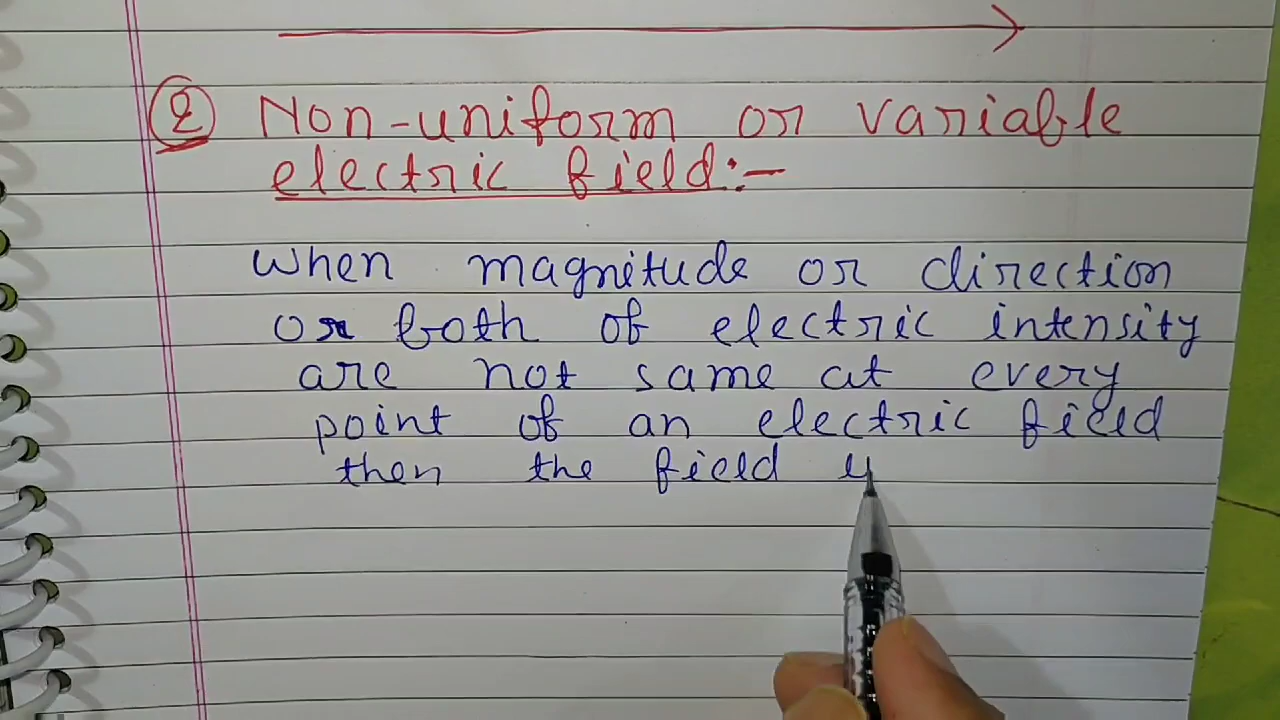 ② Non-uniform or variable
electric field:-
When magnitude or direction
or both of electric intensity
are not same at every
point of an electric field
then the field